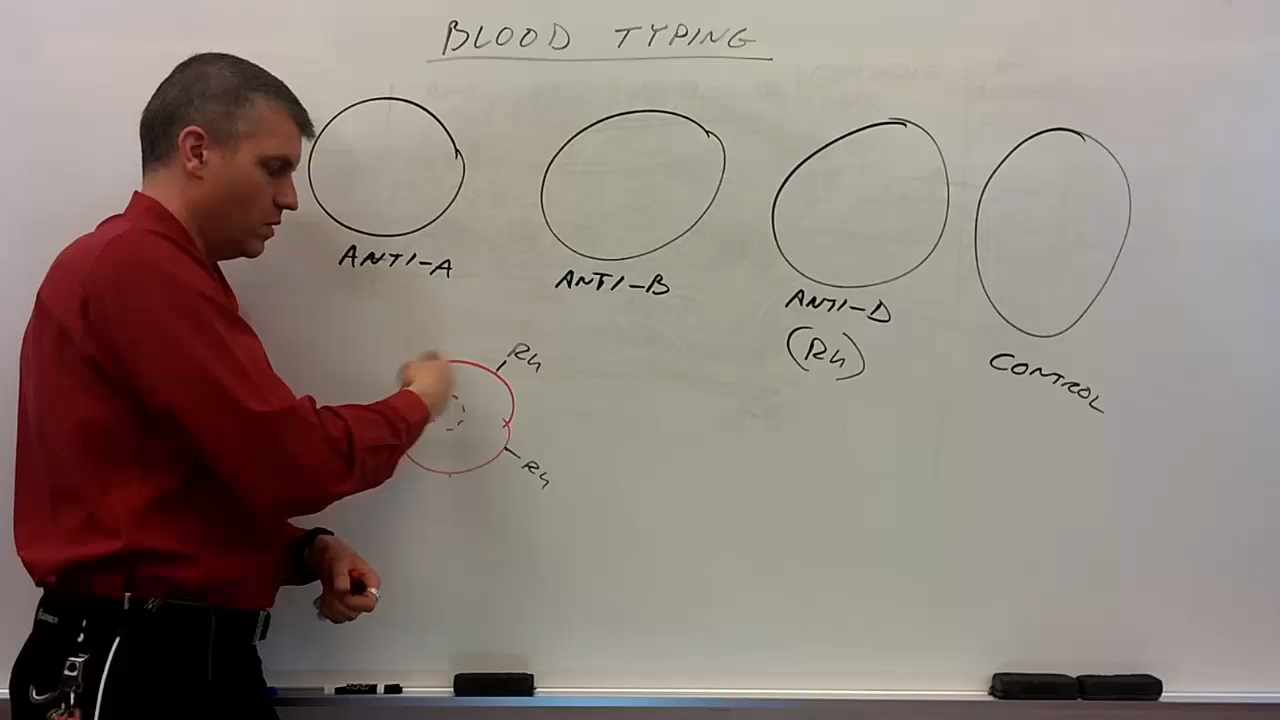 BLOOD TYPING
ANTI-A
ANTI-B
ANTI-D
(Rh)
CONTROL
Rh
Rh